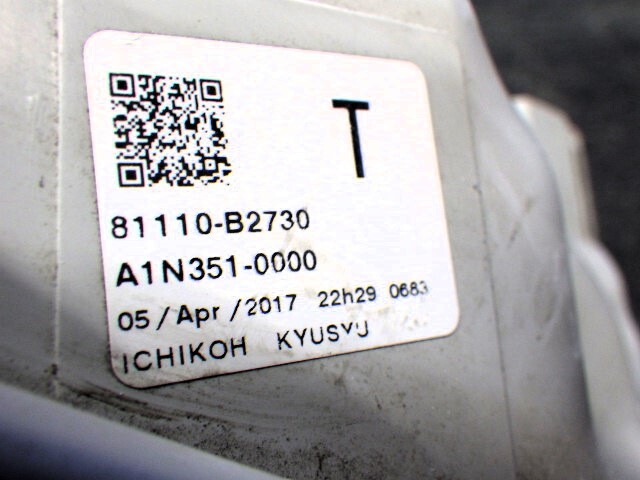 T
81110-B2730
A1N351-0000
05/Apr/2017 22h29 0683
ICHIKOH KYUSYU